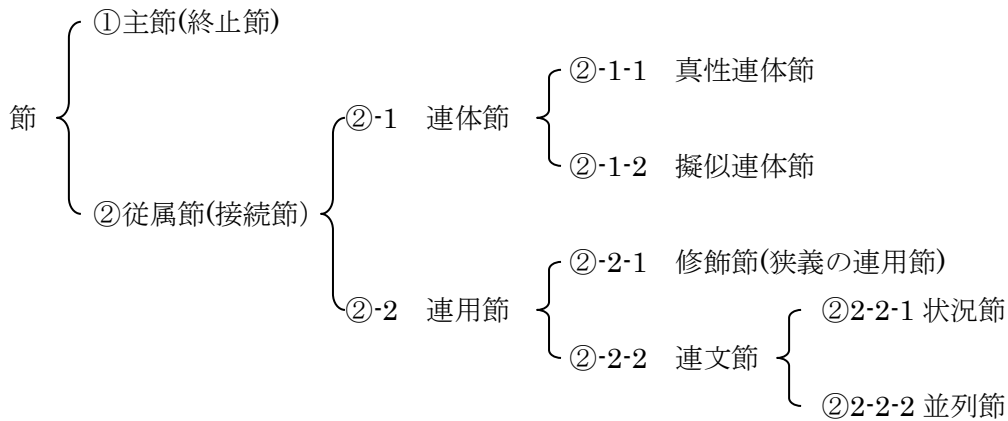 ①主節(終止節)
②-1-1 真性連体節
節
②-1 連体節
②-1-2 擬似連体節
②従属節(接続節)
②-2-1 修飾節(狭義の連用節)
②-2 連用節
②2-2-1 状況節
②-2-2 連文節
②2-2-2 並列節